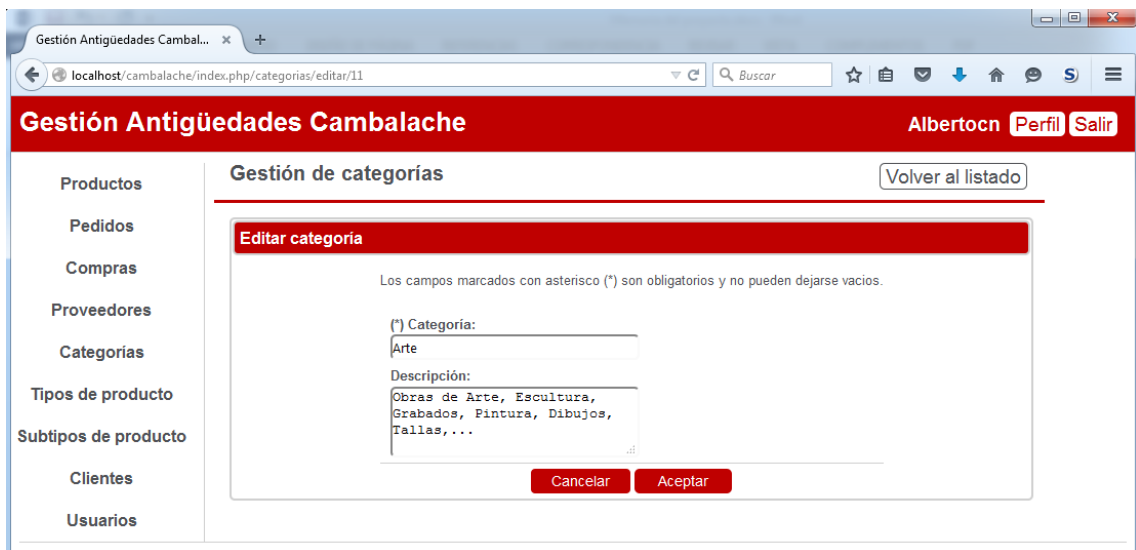 Gestión Antigüedades Cambal...
localhost/cambalache/index.php/categorias/editar/11
Buscar
Gestión Antigüedades Cambalache
Albertocn Perfil Salir
Productos
Pedidos
Compras
Proveedores
Categorías
Tipos de producto
Subtipos de producto
Clientes
Usuarios
Gestión de categorías
Volver al listado
Editar categoria
Los campos marcados con asterisco (*) son obligatorios y no pueden dejarse vacios.
(*) Categoría:
Arte
Descripción:
Obras de Arte, Escultura,
Grabados, Pintura, Dibujos,
Tallas,...
Cancelar Aceptar